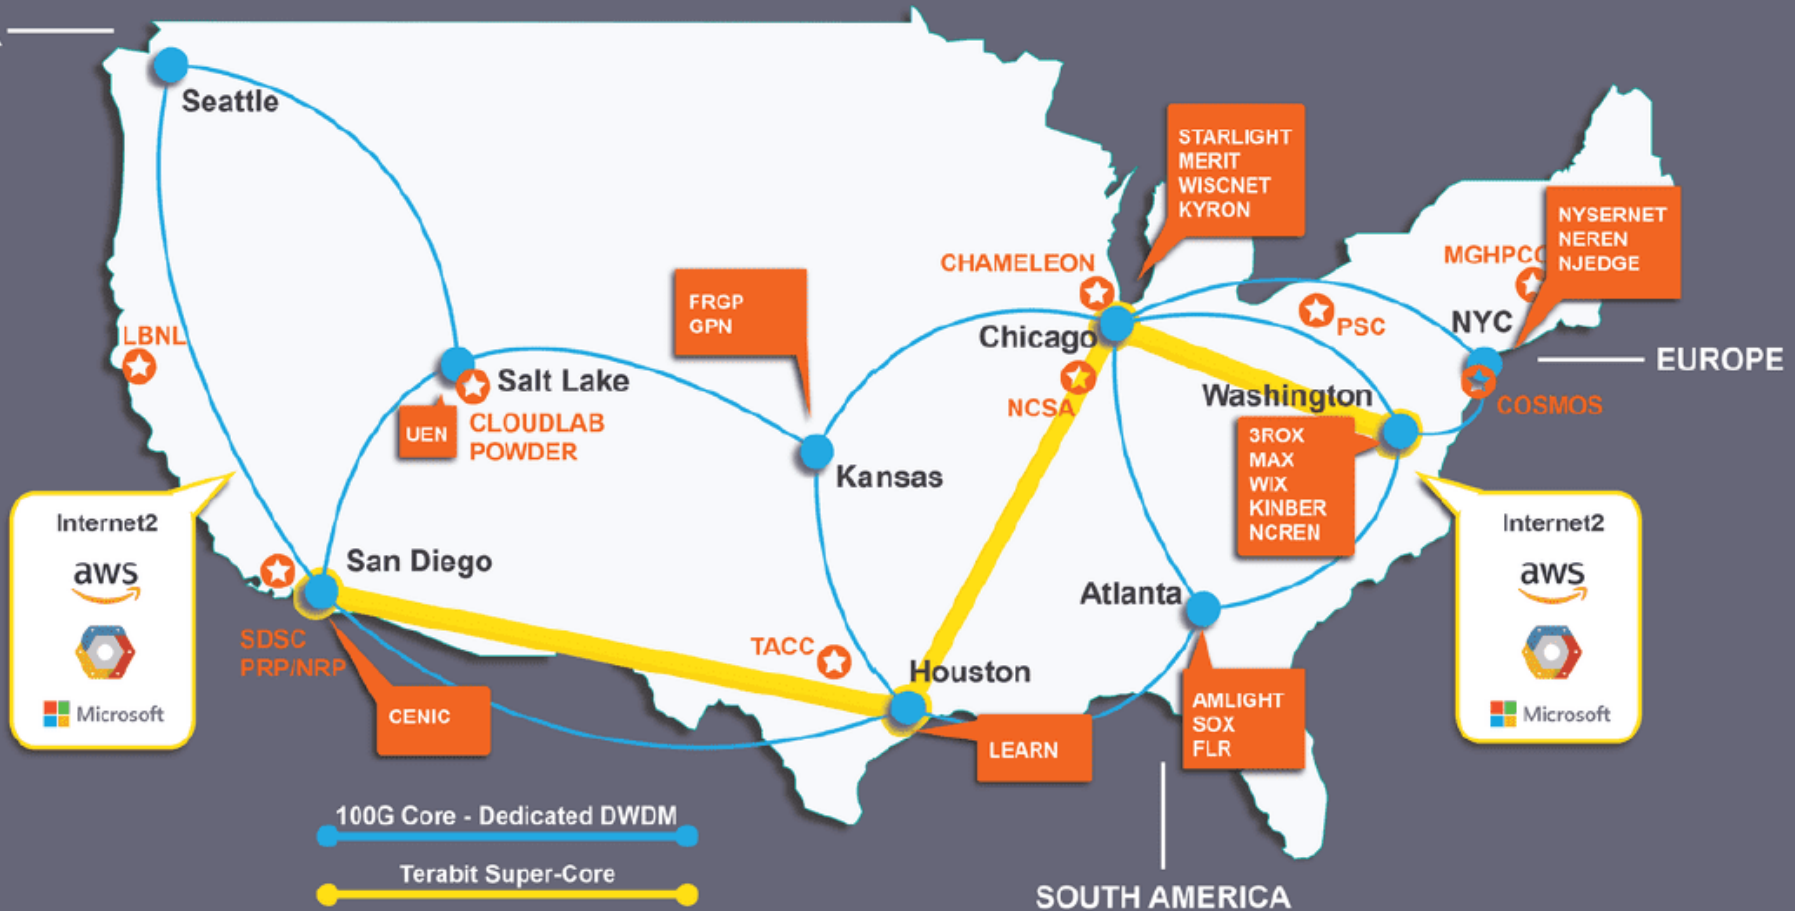 Seattle
STARLIGHT
MERIT
WISCNET
KYRON
NYSERNET
NEREN
NJEDGE
MGHPCC
CHAMELEON
FRGP
GPN
LBNL
Chicago
PSC
NYC
EUROPE
Salt Lake
NCSA
Washington
COSMOS
UEN
CLOUDLAB
POWDER
3ROX
MAX
WIX
KINBER
NCREN
Kansas
Internet2
aws
Microsoft
Internet2
aws
Microsoft
San Diego
Atlanta
SDSC
PRP/NRP
TACC
Houston
CENIC
LEARN
AMLIGHT
SOX
FLR
100G Core - Dedicated DWDM
Terabit Super-Core
SOUTH AMERICA